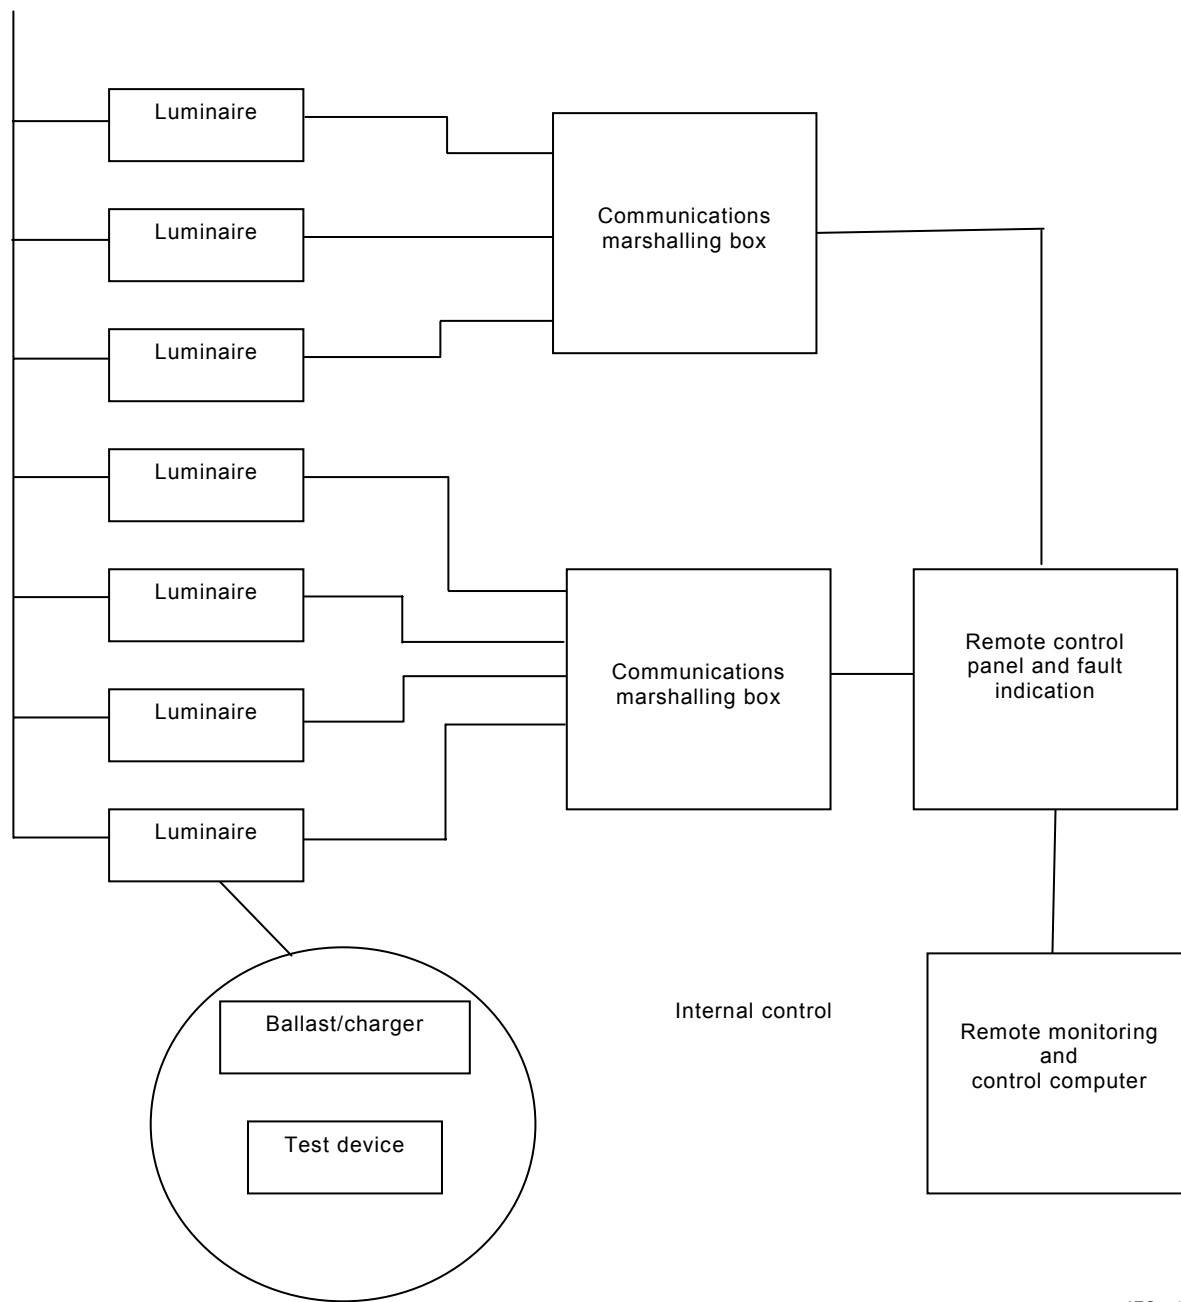 Luminaire
Luminaire
Luminaire
Luminaire
Luminaire
Luminaire
Luminaire
Communications
marshalling box
Communications
marshalling box
Remote control
panel and fault
indication
Ballast/charger
Test device
Internal control
Remote monitoring
and
control computer